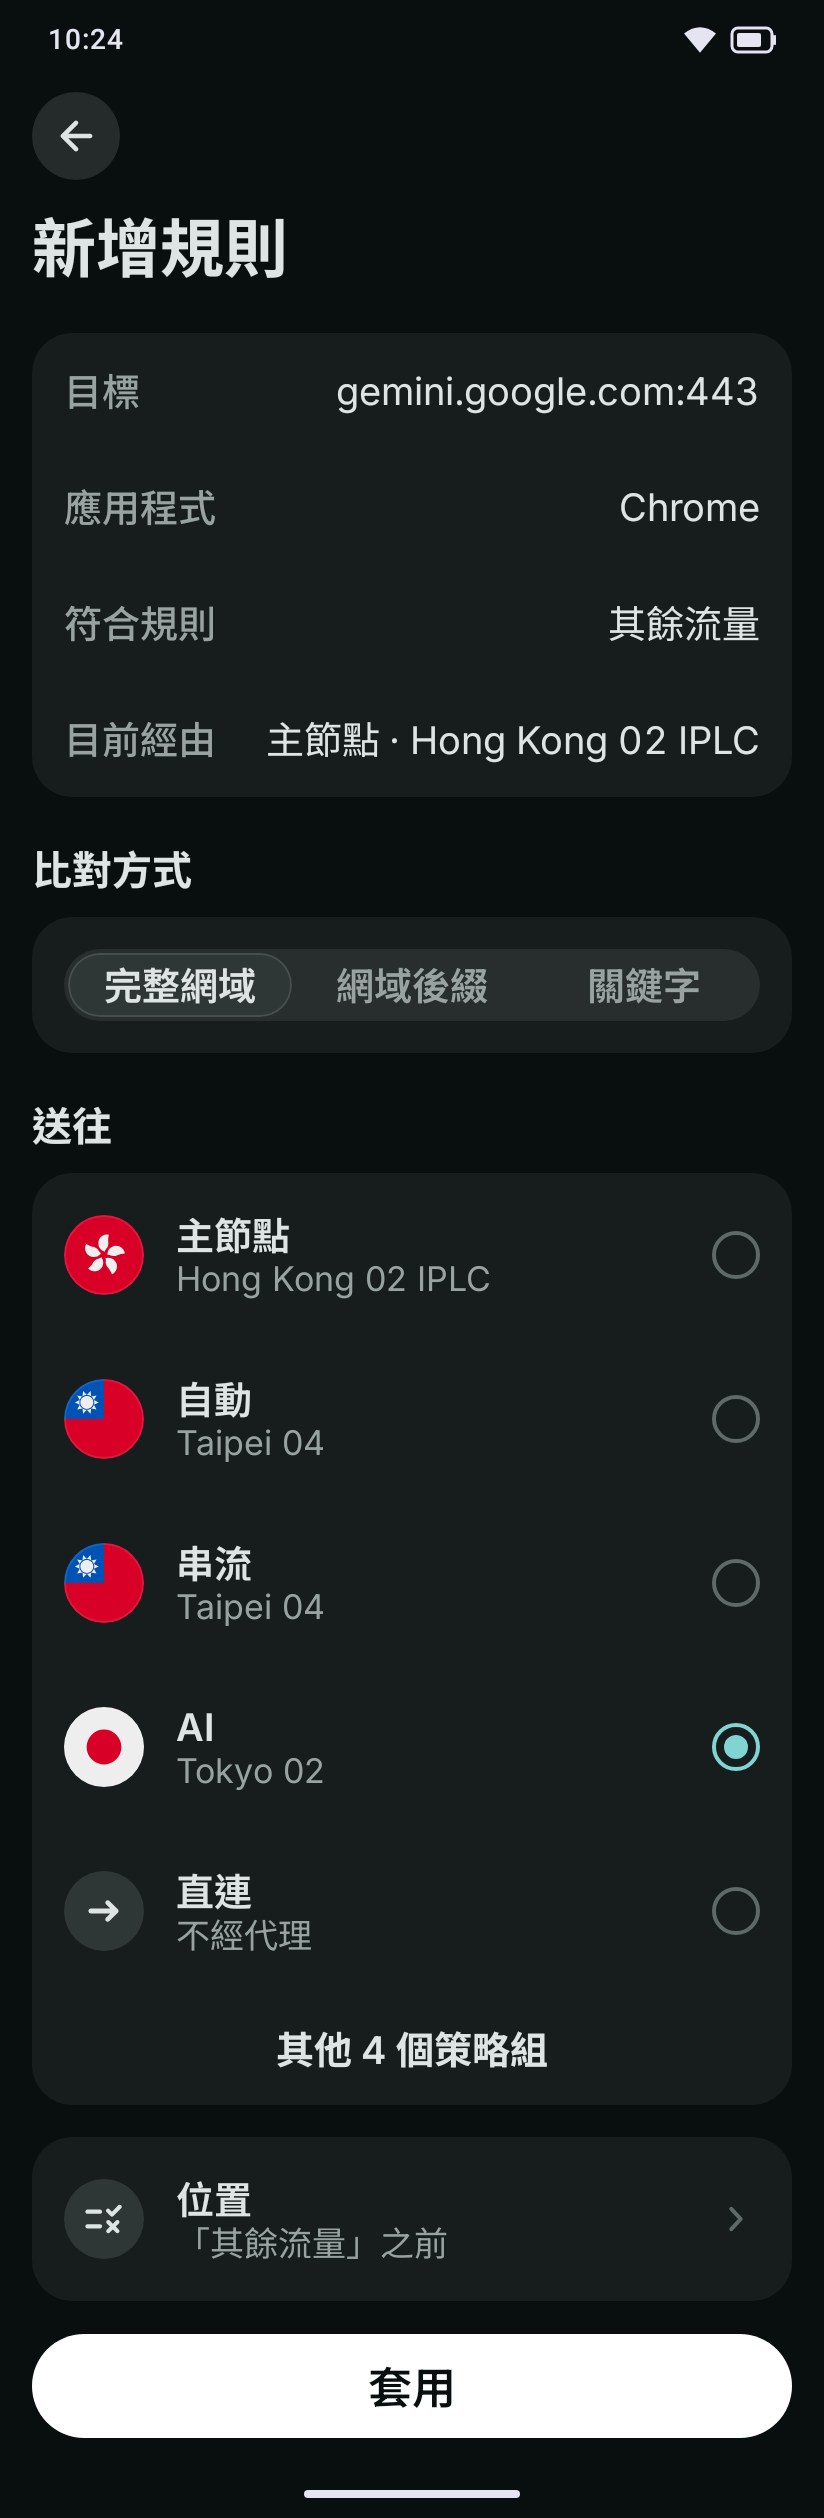 10:24
新增規則
目標 gemini.google.com:443
應用程式 Chrome
符合規則 其餘流量
目前經由 主節點 · Hong Kong 02 IPLC
比對方式
完整網域 網域後綴 關鍵字
送往
主節點
Hong Kong 02 IPLC
自動
Taipei 04
串流
Taipei 04
AI
Tokyo 02
直連
不經代理
其他 4 個策略組
位置
「其餘流量」之前
套用